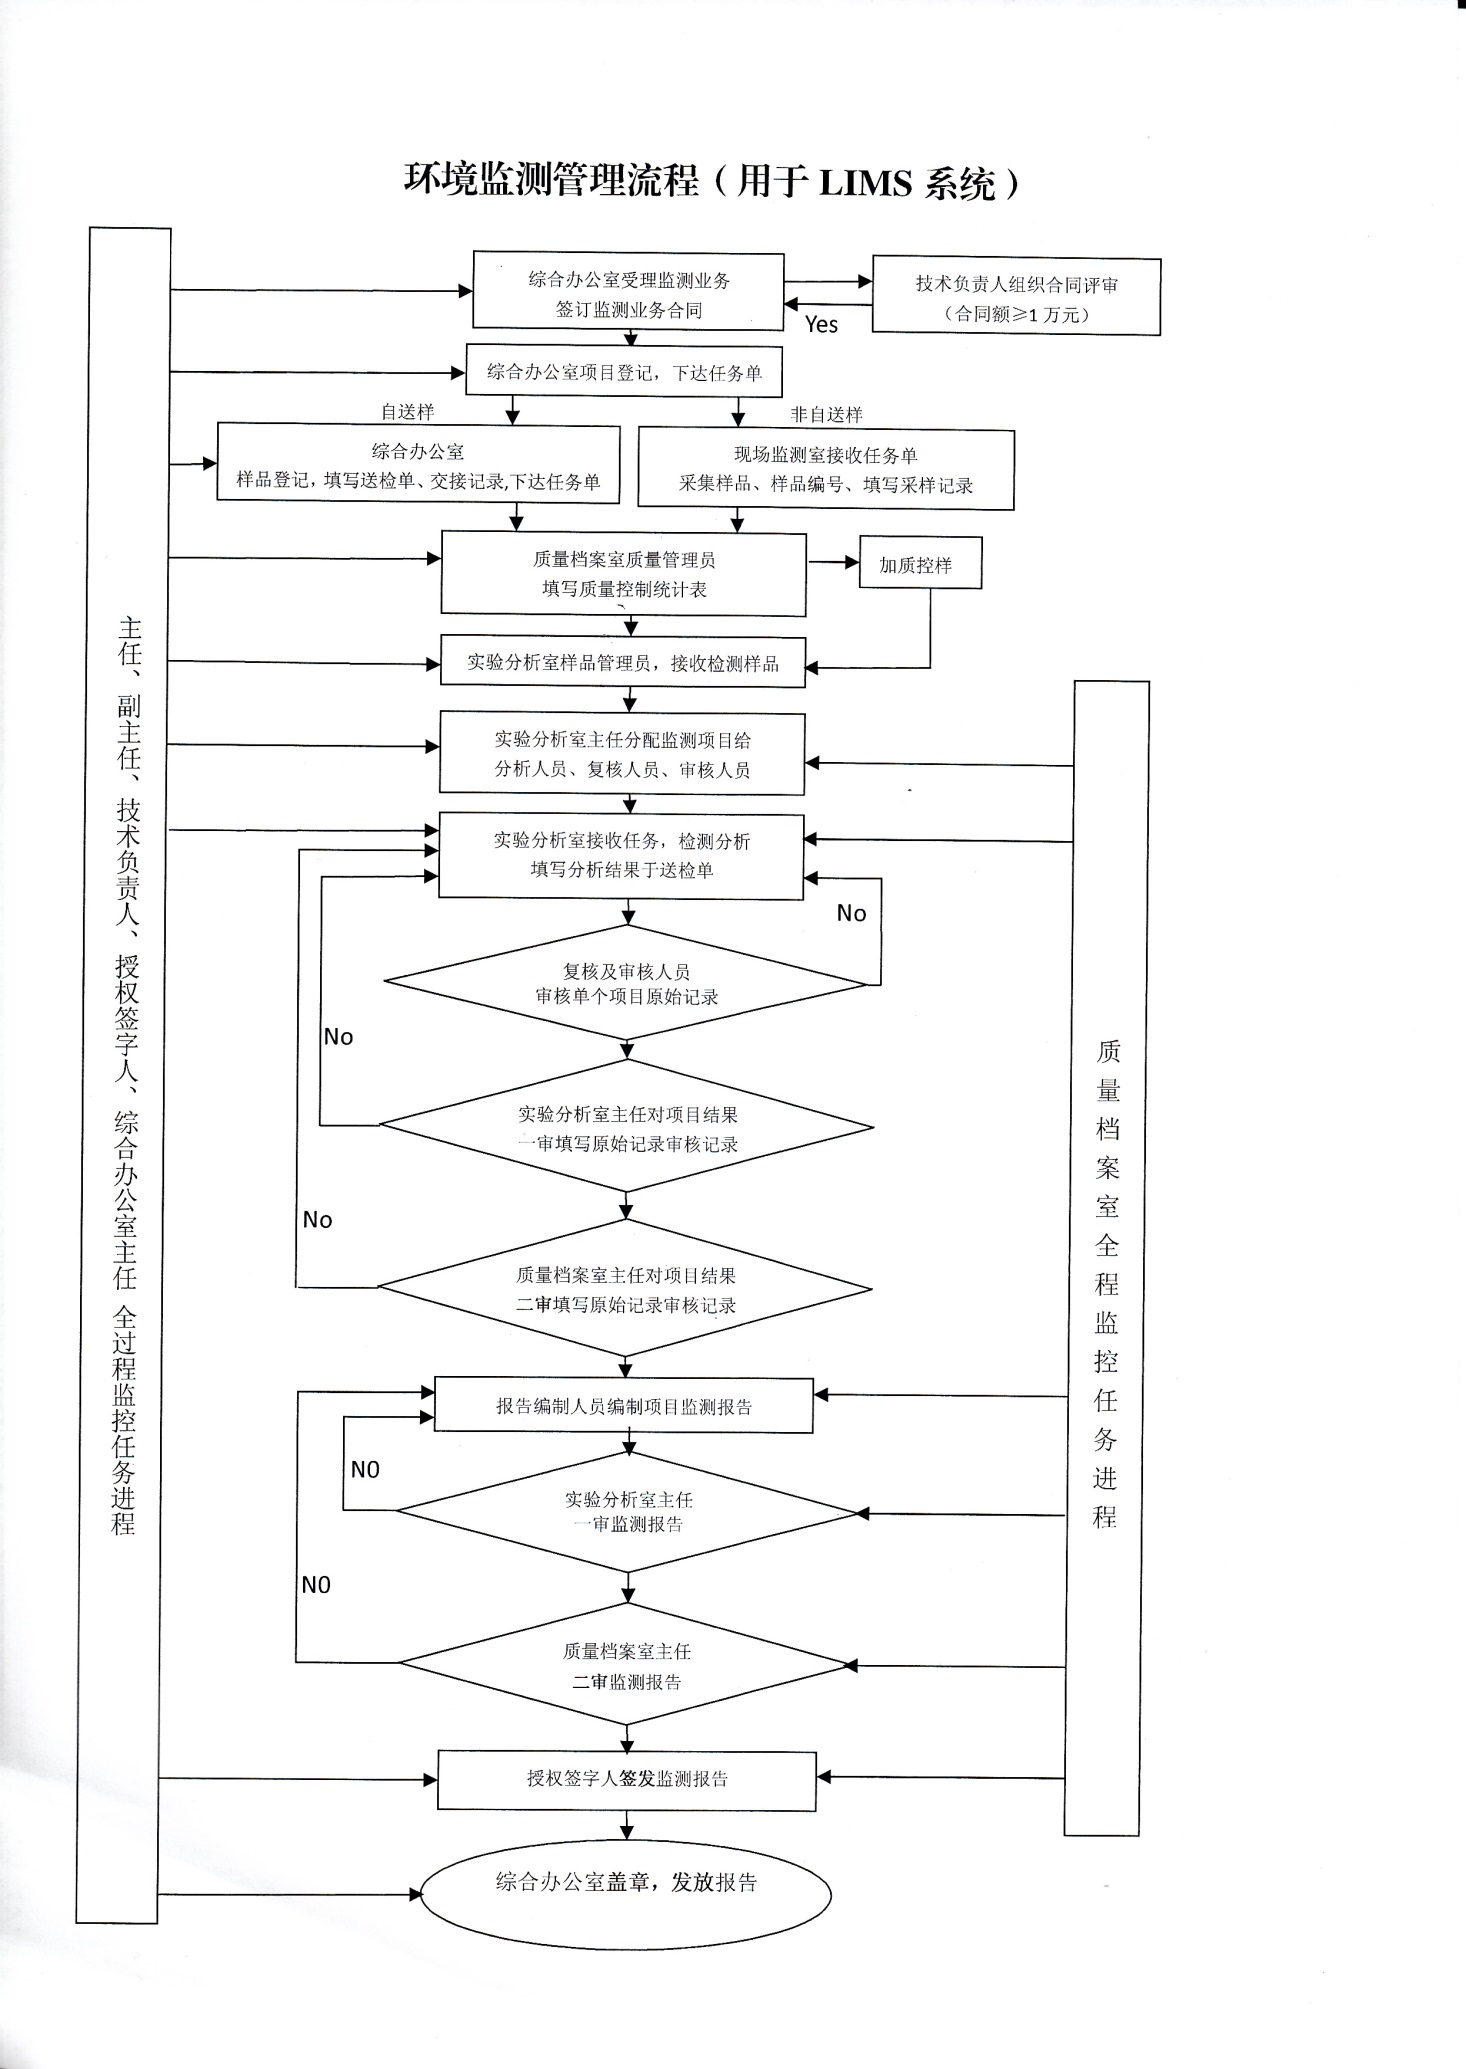 环境监测管理流程（用于 LIMS 系统）
综合办公室受理监测业务
签订监测业务合同
技术负责人组织合同评审
（合同额≥1 万元）
Yes
综合办公室项目登记，下达任务单
自送样
非自送样
综合办公室
样品登记，填写送检单、交接记录,下达任务单
现场监测室接收任务单
采集样品、样品编号、填写采样记录
质量档案室质量管理员
填写质量控制统计表
加质控样
实验分析室样品管理员，接收检测样品
实验分析室主任分配监测项目给
分析人员、复核人员、审核人员
实验分析室接收任务，检测分析
填写分析结果于送检单
No
复核及审核人员
审核单个项目原始记录
No
实验分析室主任对项目结果
一审填写原始记录审核记录
No
质量档案室主任对项目结果
二审填写原始记录审核记录
报告编制人员编制项目监测报告
N0
实验分析室主任
一审监测报告
N0
质量档案室主任
二审监测报告
授权签字人签发监测报告
综合办公室盖章，发放报告
主任、副主任、技术负责人、授权签字人、综合办公室主任 全过程监控任务进程
质量档案室全程监控任务进程